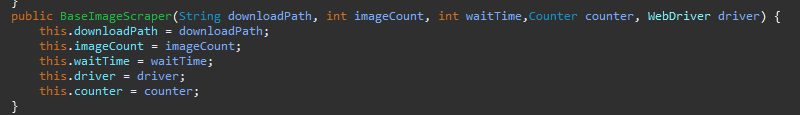 }
public BaseImageScraper(String downloadPath, int imageCount, int waitTime,Counter counter, WebDriver driver) {
    this.downloadPath = downloadPath;
    this.imageCount = imageCount;
    this.waitTime = waitTime;
    this.driver = driver;
    this.counter = counter;
}